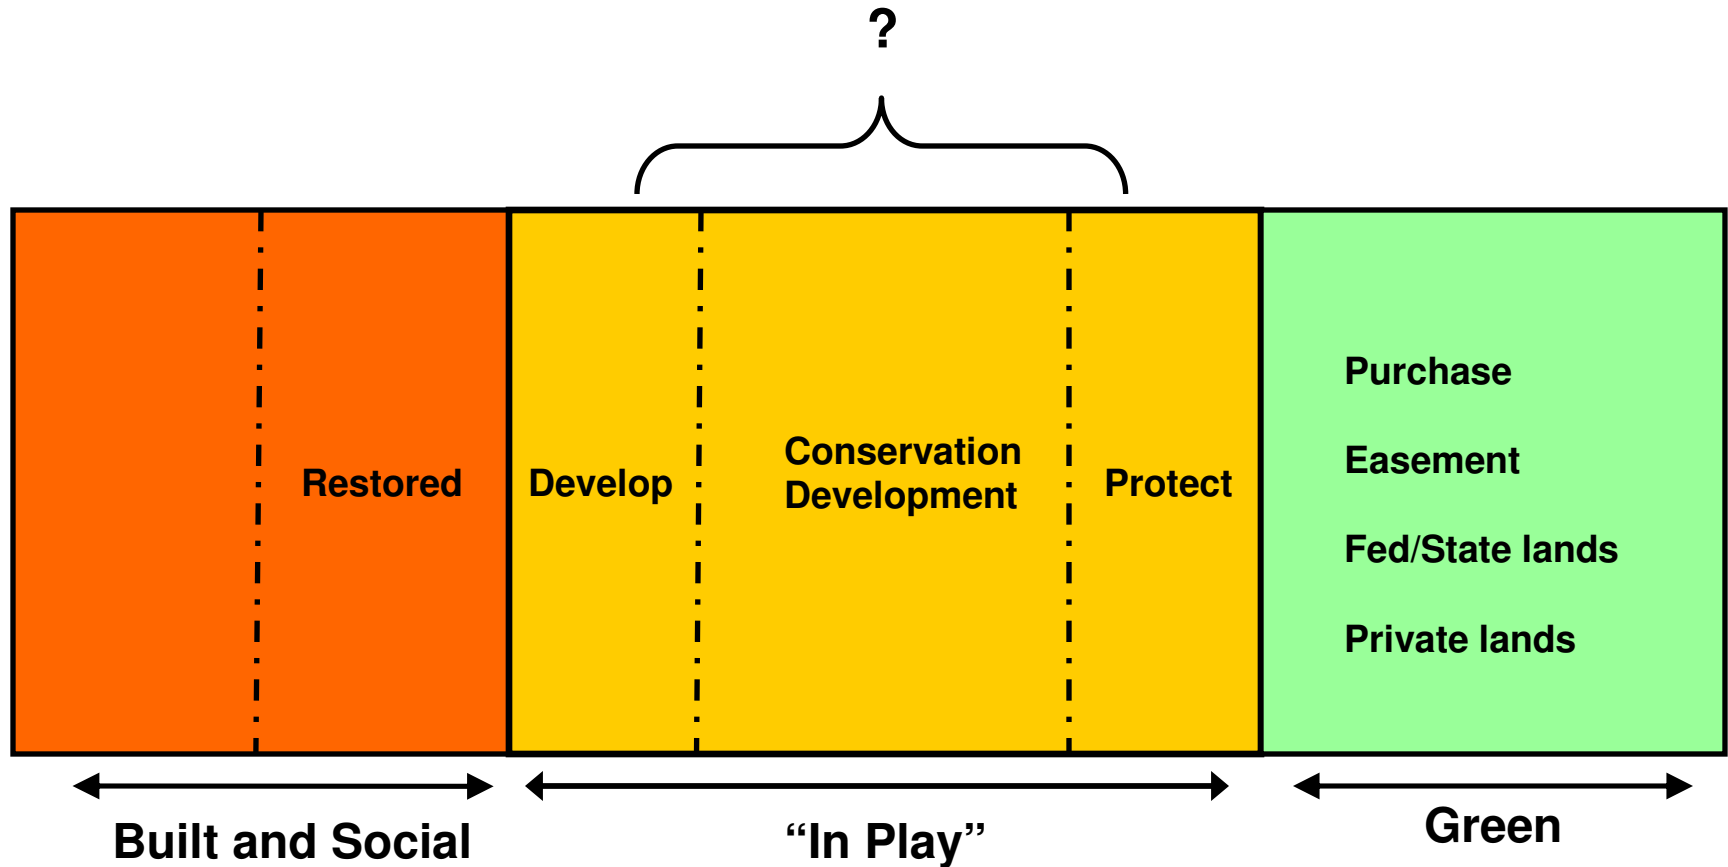 ?
Restored
Develop
Conservation
Development
Protect
Purchase
Easement
Fed/State lands
Private lands
Built and Social
“In Play”
Green